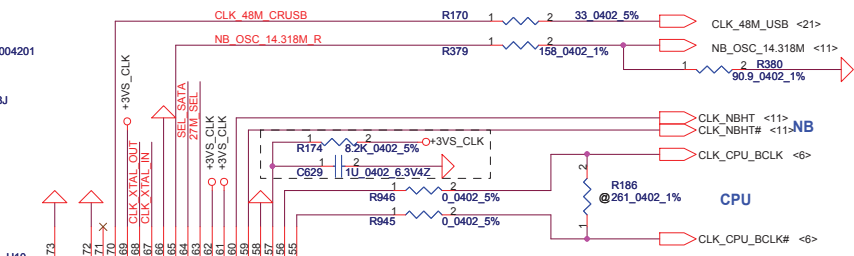 CLK_48M_CRUSB
R170
1
2
33_0402_5%
CLK_48M_USB <21>
004201
NB_OSC_14.318M_R
R379
1
2
158_0402_1%
NB_OSC_14.318M <11>
1
2
R380
90.9_0402_1%
+3VS_CLK
SEL_SATA
27M_SEL
+3VS_CLK
+3VS_CLK
CLK_XTAL_OUT
CLK_XTAL_IN
CLK_NBHT <11>
CLK_NBHT# <11>
NB
R174
1
2
8.2K_0402_5%
+3VS_CLK
C629
1
2
1U_0402_6.3V4Z
CLK_CPU_BCLK <6>
R946
1
2
0_0402_5%
2
R186
@261_0402_1%
1
CPU
R945
1
2
0_0402_5%
CLK_CPU_BCLK# <6>
73
72
71
70
69
68
67
66
65
64
63
62
61
60
59
58
57
56
55